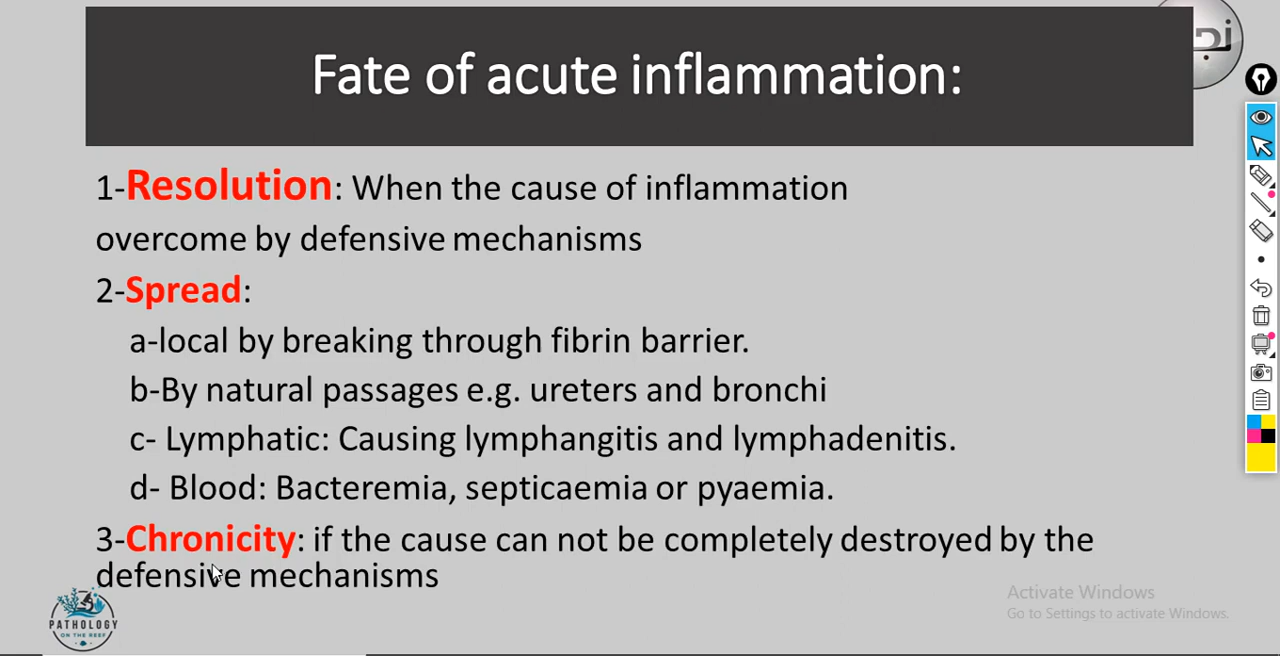 Fate of acute inflammation:
1-Resolution: When the cause of inflammation
overcome by defensive mechanisms
2-Spread:
a-local by breaking through fibrin barrier.
b-By natural passages e.g. ureters and bronchi
c- Lymphatic: Causing lymphangitis and lymphadenitis.
d- Blood: Bacteremia, septicaemia or pyaemia.
3-Chronicity: if the cause can not be completely destroyed by the
defensive mechanisms
Activate Windows
Go to Settings to activate Windows.
PATHOLOGY
ON THE REEF